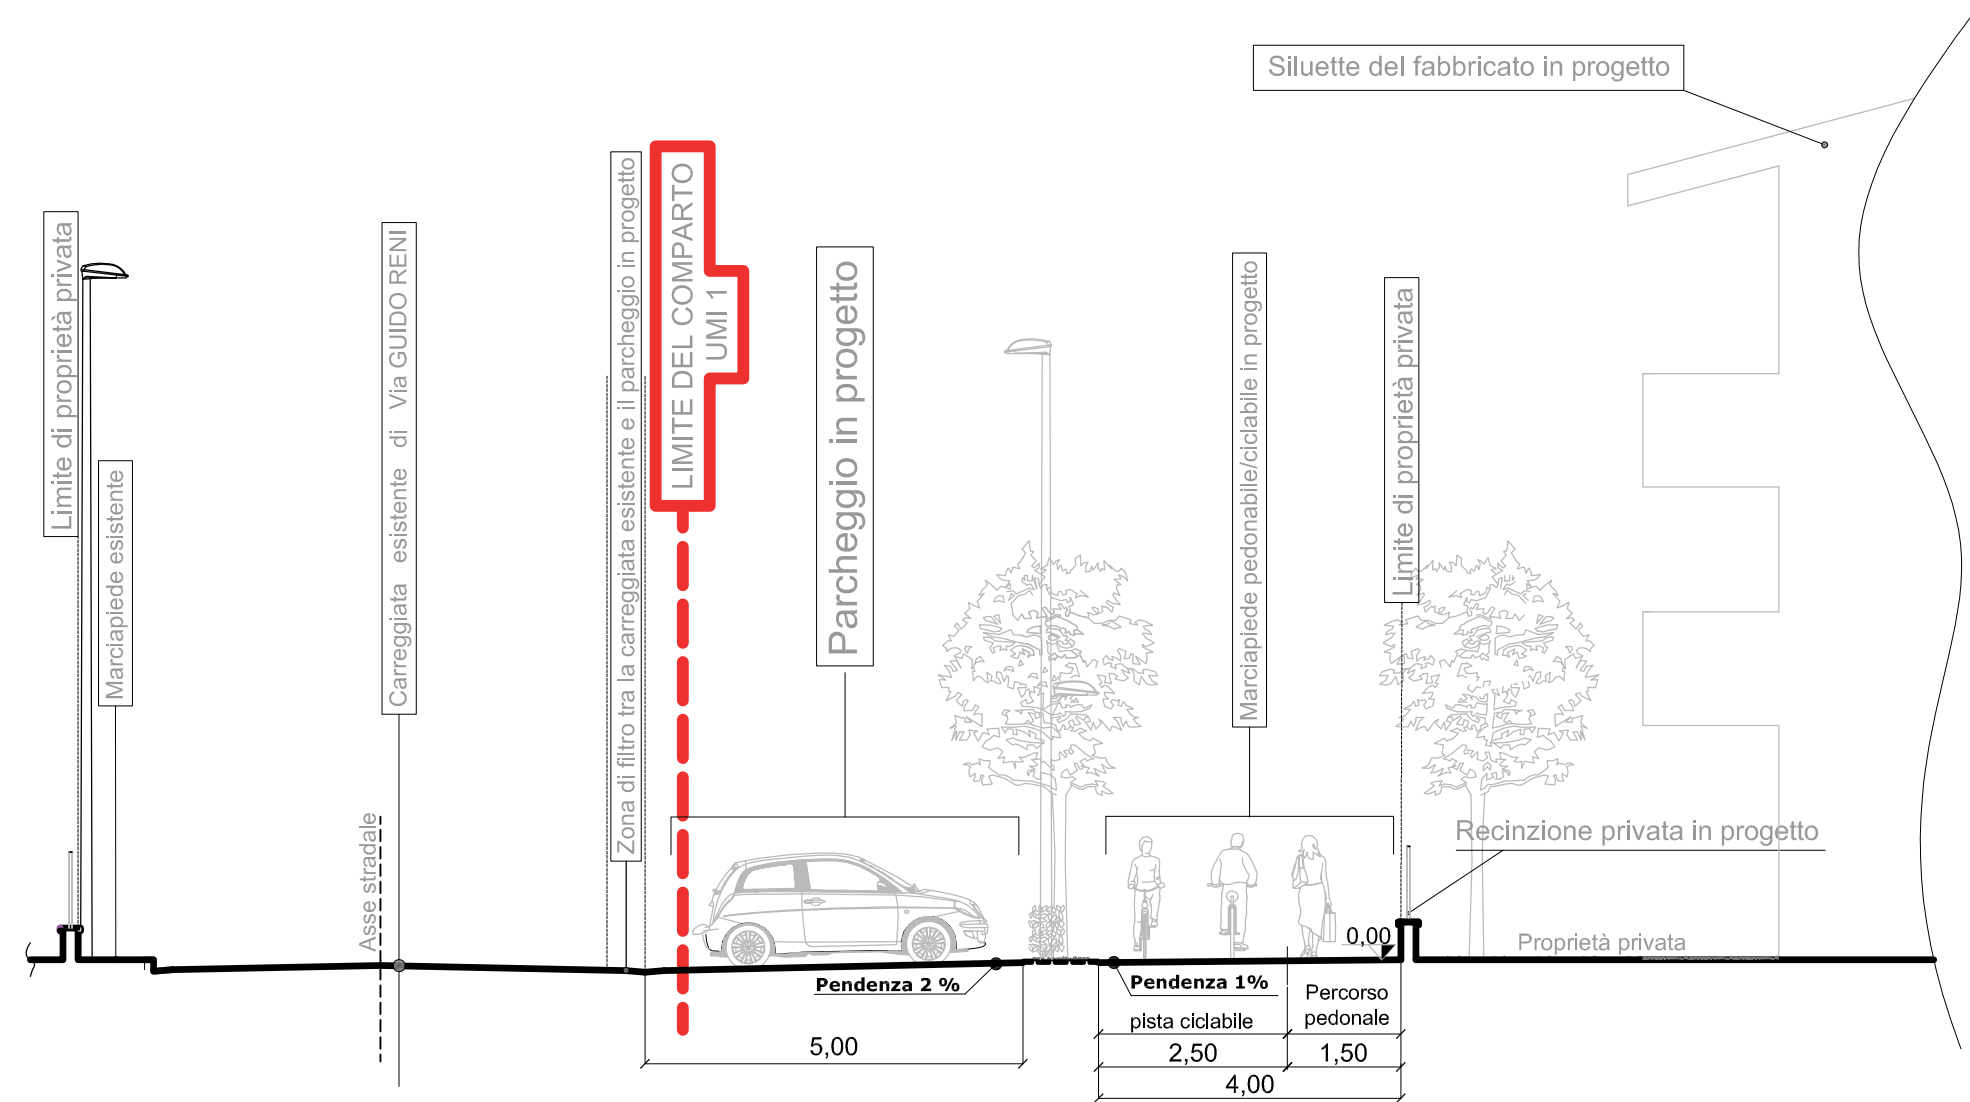 Siluette del fabbricato in progetto
Limite di proprietà privata
Marciapiede esistente
Carreggiata esistente di Via GUIDO RENI
Asse stradale
Zona di filtro tra la carreggiata esistente e il parcheggio in progetto
LIMITE DEL COMPARTO
UMI 1
Parcheggio in progetto
Marciapiede pedonabile/ciclabile in progetto
Limite di proprietà privata
Recinzione privata in progetto
0,00
Proprietà privata
Pendenza 2 %
Pendenza 1%
Percorso
pedonale
pista ciclabile
5,00
2,50
1,50
4,00